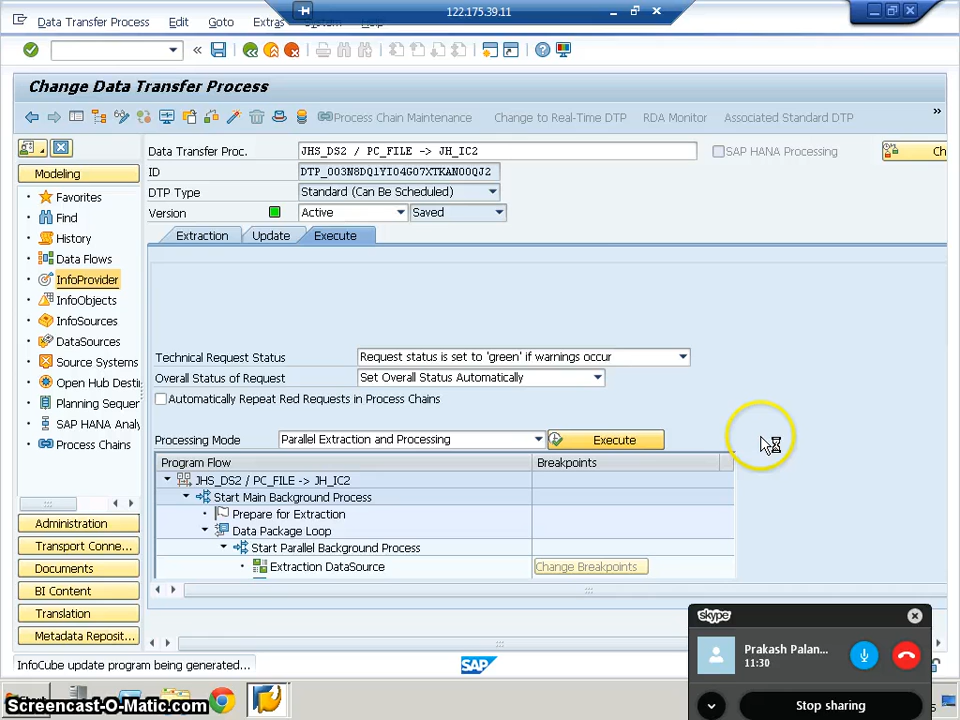 122.175.39.11
Data Transfer Process Edit Goto Extras System Help
Change Data Transfer Process
Process Chain Maintenance Change to Real-Time DTP RDA Monitor Associated Standard DTP
Data Transfer Proc. JHS_DS2 / PC_FILE -> JH_IC2 SAP HANA Processing Ch
ID DTP_003N8DQ1YI04G07XTKAN00QJ2
DTP Type Standard (Can Be Scheduled)
Version Active Saved
Extraction Update Execute
Modeling
Favorites
Find
History
Data Flows
InfoProvider
InfoObjects
InfoSources
DataSources
Source Systems
Open Hub Desti
Planning Sequer
SAP HANA Analy
Process Chains
Administration
Transport Conne...
Documents
BI Content
Translation
Metadata Reposit...
Technical Request Status Request status is set to 'green' if warnings occur
Overall Status of Request Set Overall Status Automatically
Automatically Repeat Red Requests in Process Chains
Processing Mode Parallel Extraction and Processing Execute
Program Flow Breakpoints
JHS_DS2 / PC_FILE -> JH_IC2
Start Main Background Process
Prepare for Extraction
Data Package Loop
Start Parallel Background Process
Extraction DataSource Change Breakpoints
InfoCube update program being generated...
SAP
skype
Prakash Palan...
11:30
Stop sharing
Screencast-O-Matic.com